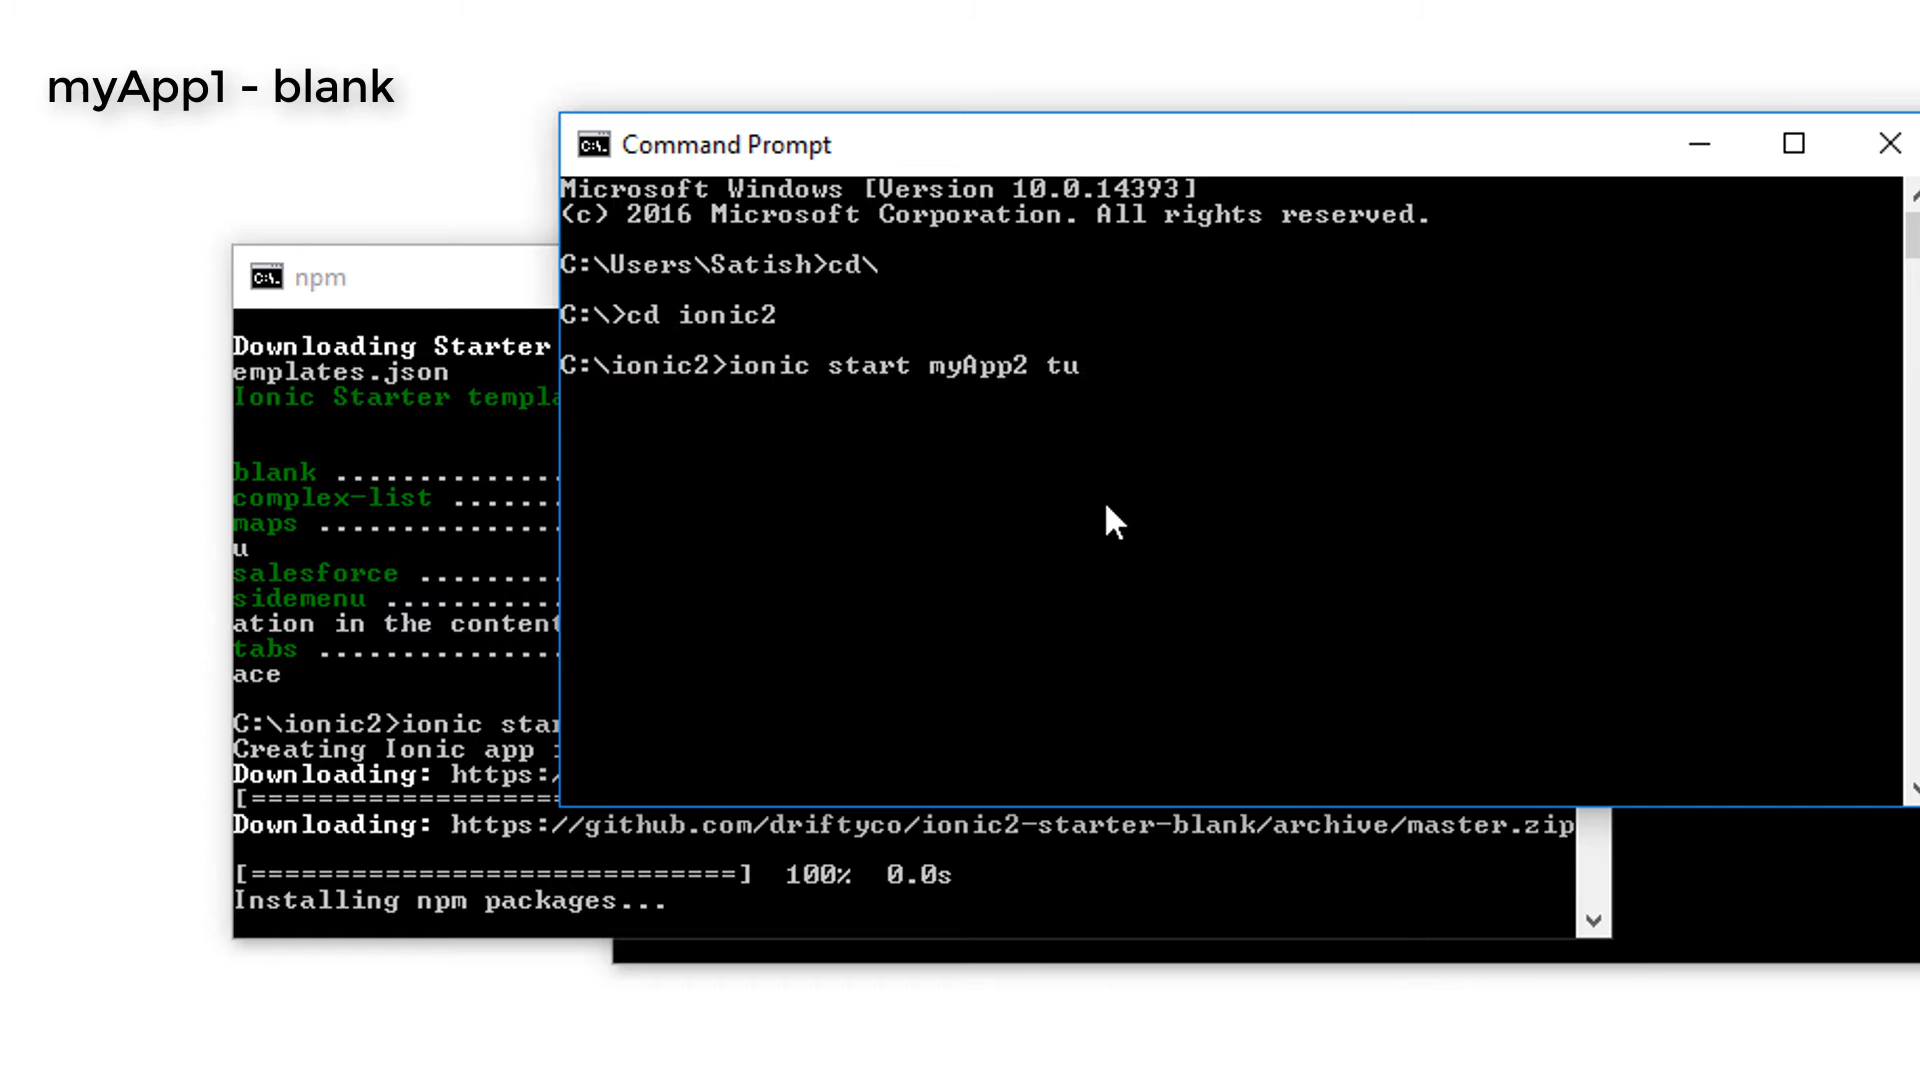 myApp1 - blank
Command Prompt
Microsoft Windows [Version 10.0.14393]
(c) 2016 Microsoft Corporation. All rights reserved.
C:\Users\Satish>cd\
C:\>cd ionic2
C:\ionic2>ionic start myApp2 tu
npm
Downloading Starter
emplates.json
Ionic Starter templa
blank ..............
complex-list .......
maps ...............
u
salesforce .........
sidemenu ...........
ation in the content
tabs ...............
ace
C:\ionic2>ionic star
Creating Ionic app i
Downloading: https:/
[===================
Downloading: https://github.com/driftyco/ionic2-starter-blank/archive/master.zip
[=============================] 100% 0.0s
Installing npm packages...